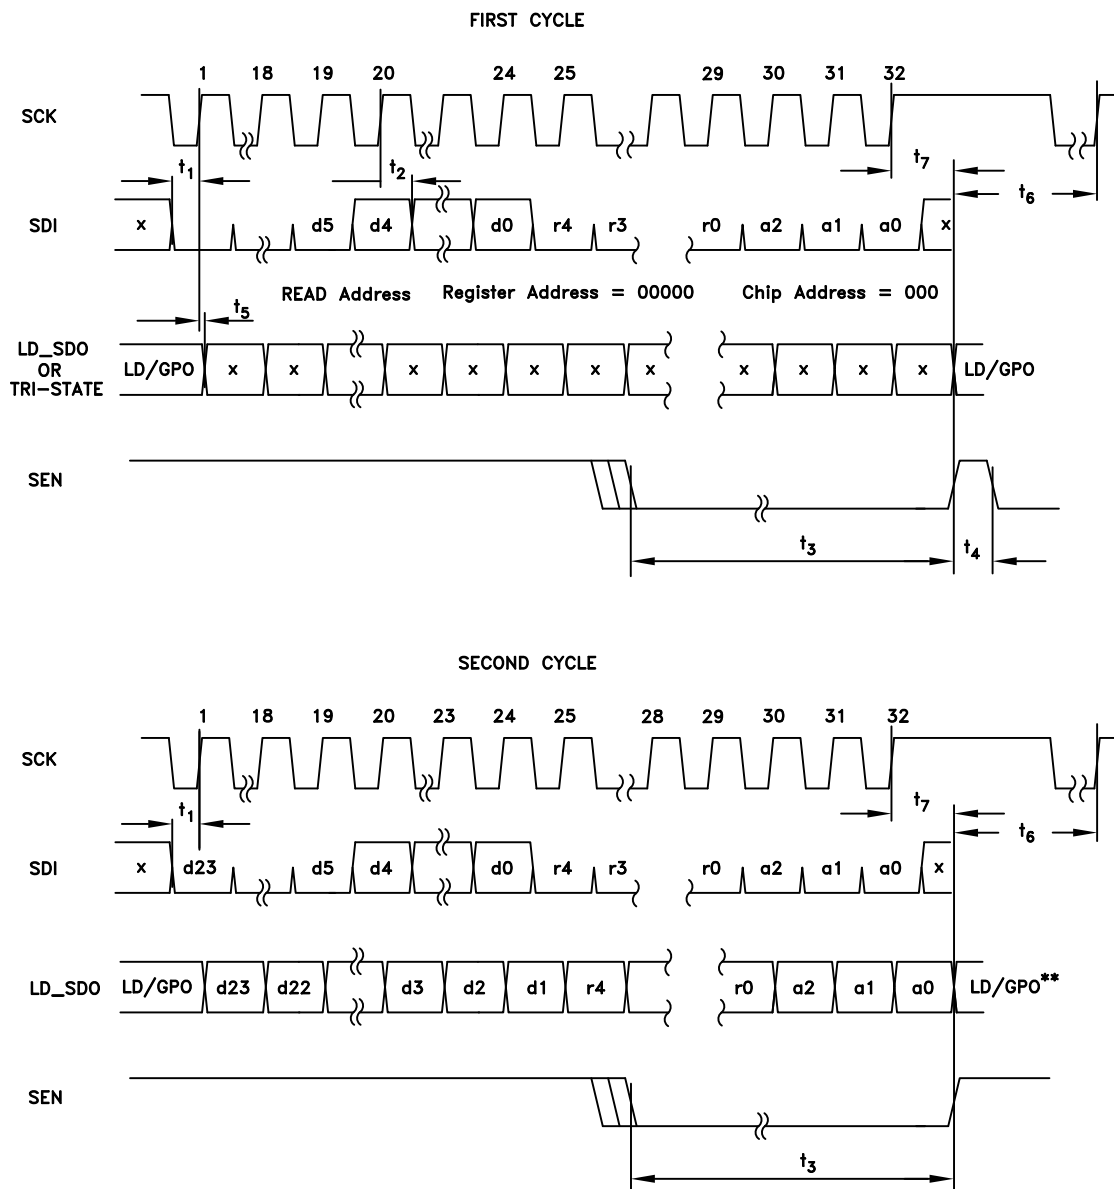 FIRST CYCLE
1 18 19 20 24 25 29 30 31 32
SCK
t1 t2 t7
t6
SDI x d5 d4 d0 r4 r3 r0 a2 a1 a0 x
READ Address Register Address = 00000 Chip Address = 000
t5
LD_SDO
OR
TRI-STATE
LD/GPO x x x x x x x x x x x LD/GPO
SEN
t3 t4
SECOND CYCLE
1 18 19 20 23 24 25 28 29 30 31 32
SCK
t1 t7
t6
SDI x d23 d5 d4 d0 r4 r3 r0 a2 a1 a0 x
LD_SDO LD/GPO d23 d22 d3 d2 d1 r4 r0 a2 a1 a0 LD/GPO**
SEN
t3